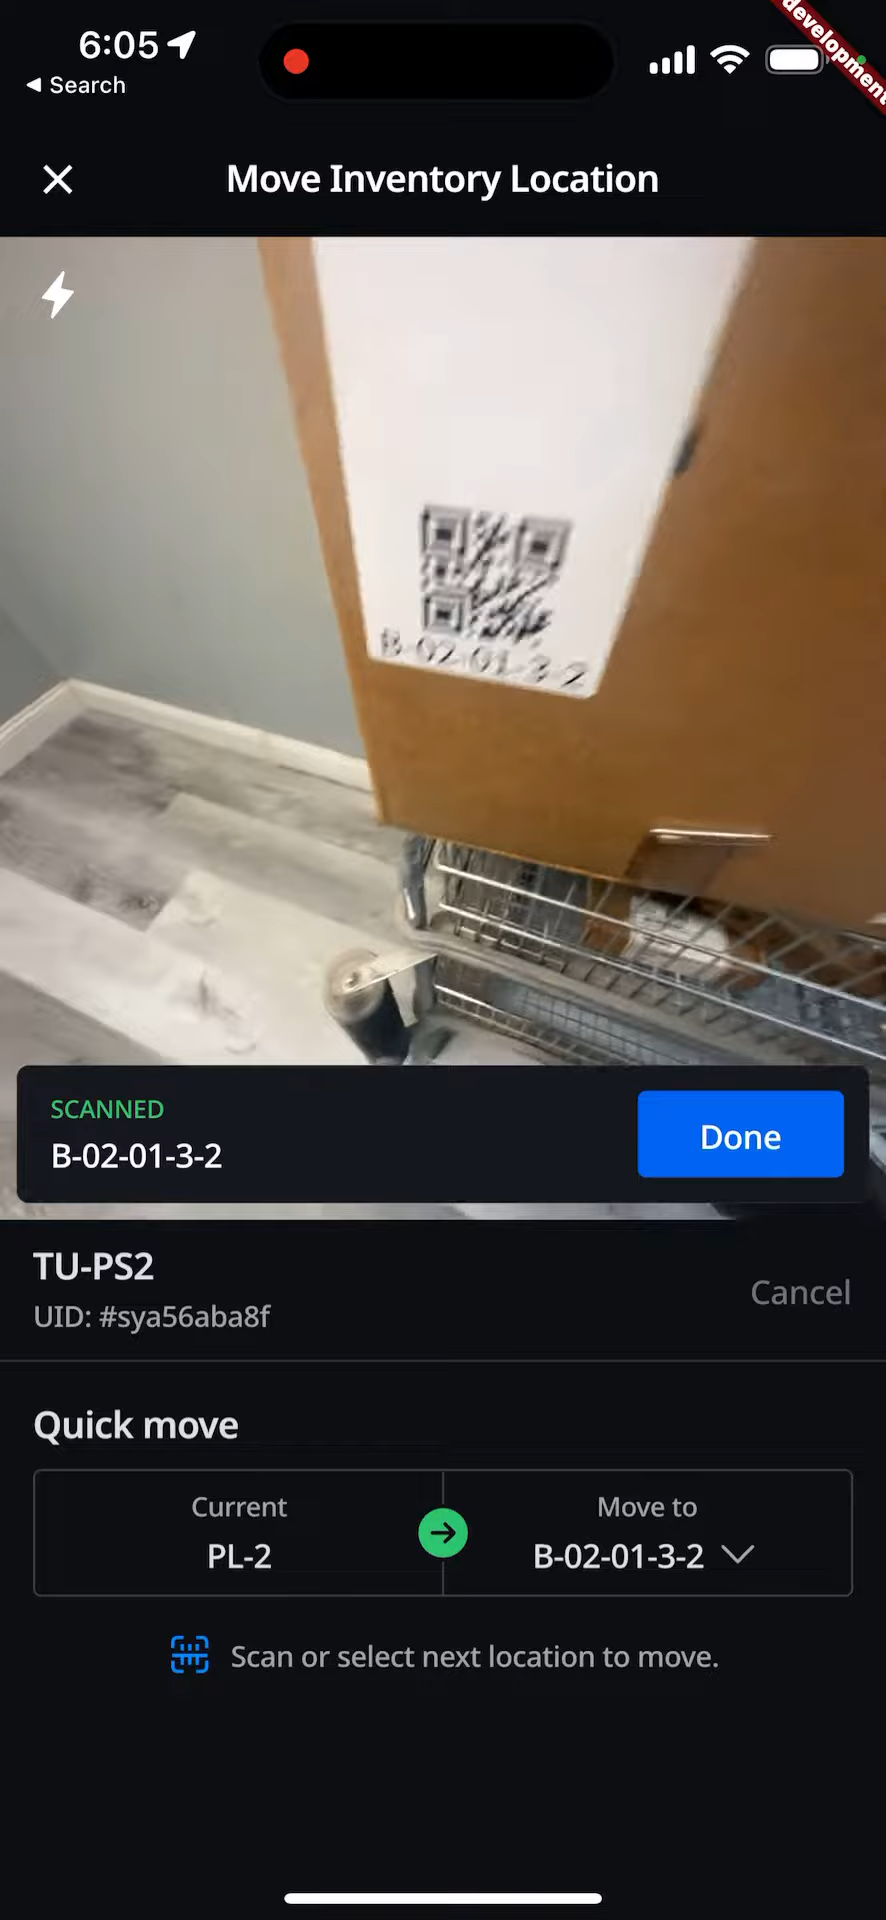 6:05
development
◀ Search
Move Inventory Location
B-02-01-3-2
SCANNED
B-02-01-3-2
Done
TU-PS2
UID: #sya56aba8f
Cancel
Quick move
Current
PL-2
Move to
B-02-01-3-2
Scan or select next location to move.